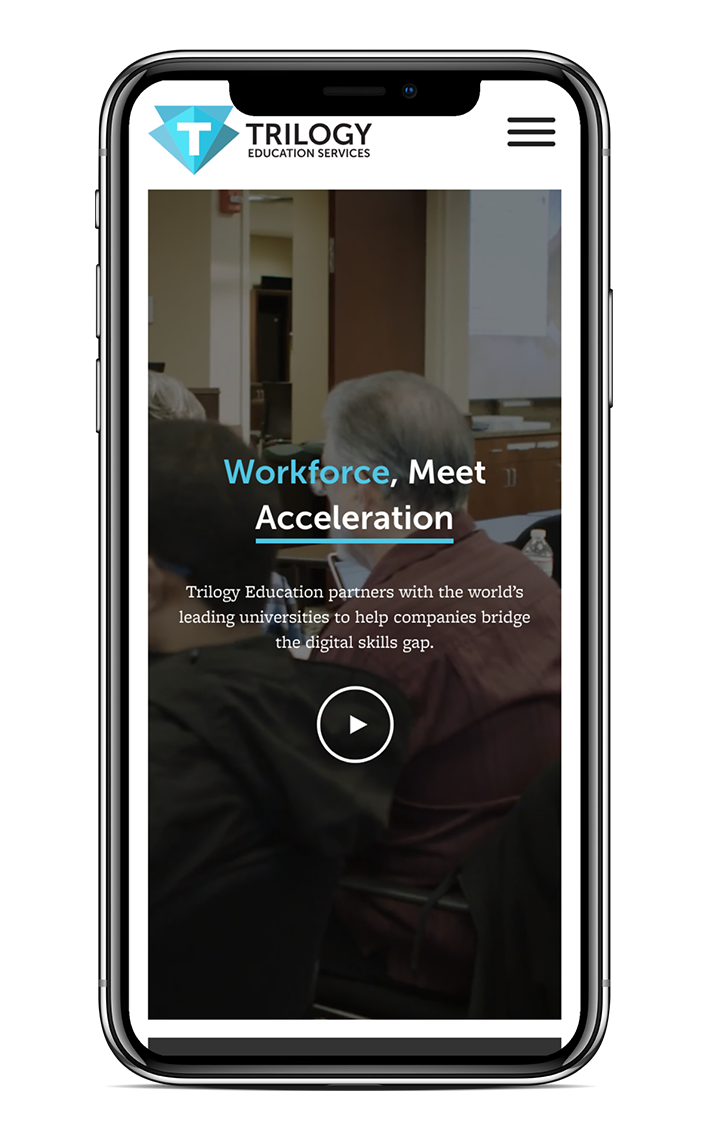 T
TRILOGY
EDUCATION SERVICES
Workforce, Meet
Acceleration
Trilogy Education partners with the world’s
leading universities to help companies bridge
the digital skills gap.